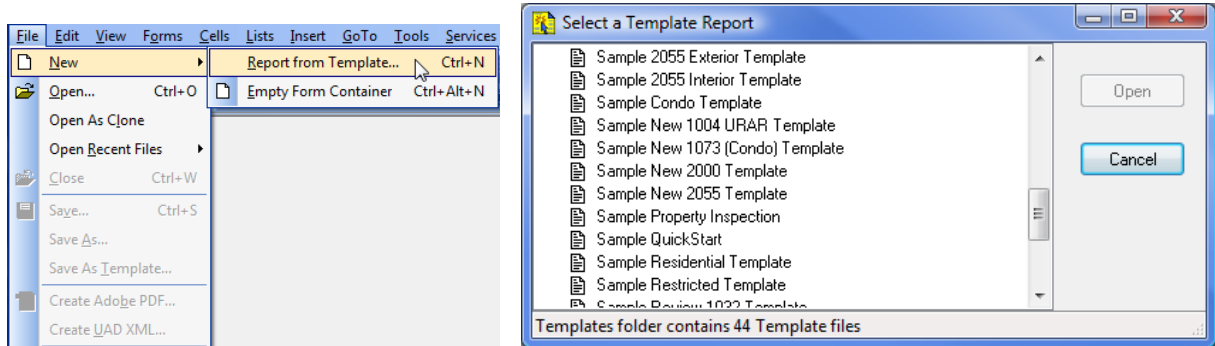 File Edit View Forms Cells Lists Insert GoTo Tools Services
New
Report from Template... Ctrl+N
Open... Ctrl+O
Empty Form Container Ctrl+Alt+N
Open As Clone
Open Recent Files
Close Ctrl+W
Save... Ctrl+S
Save As...
Save As Template...
Create Adobe PDF...
Create UAD XML...
Select a Template Report
Sample 2055 Exterior Template
Sample 2055 Interior Template
Sample Condo Template
Sample New 1004 URAR Template
Sample New 1073 (Condo) Template
Sample New 2000 Template
Sample New 2055 Template
Sample Property Inspection
Sample QuickStart
Sample Residential Template
Sample Restricted Template
Sample Review 1032 Template
Open
Cancel
Templates folder contains 44 Template files